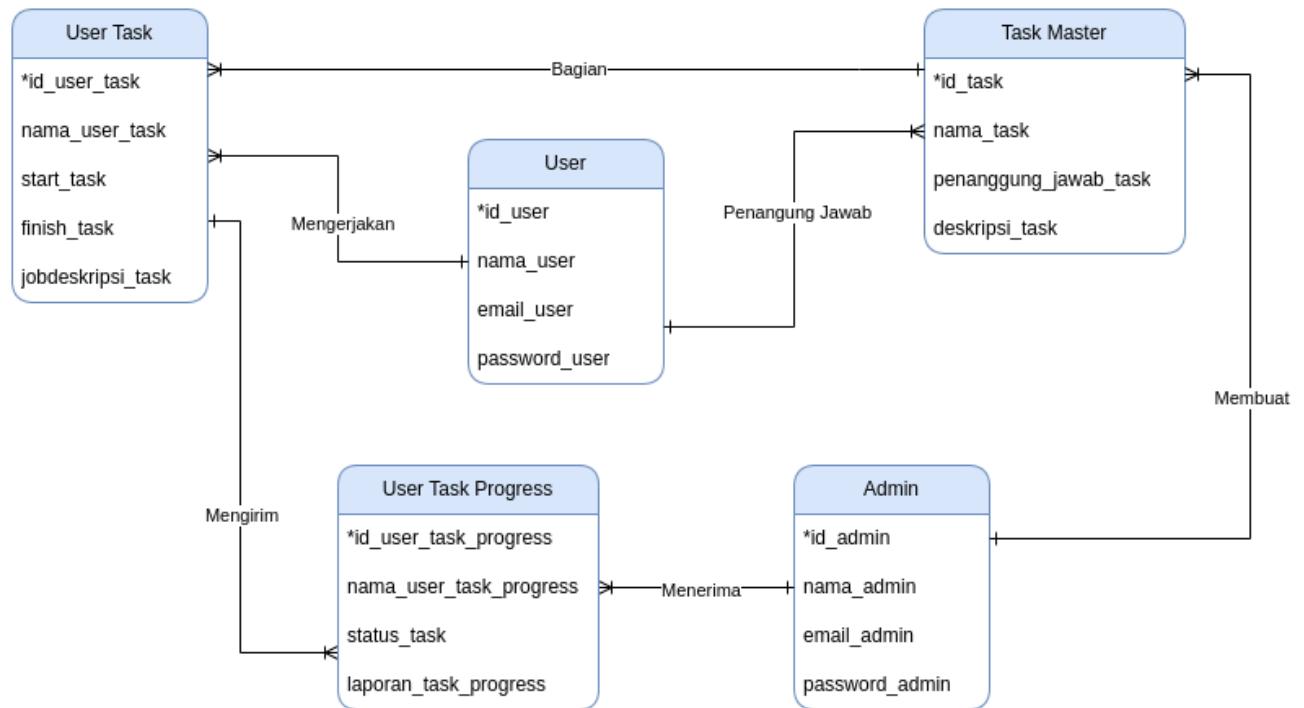 User Task
*id_user_task
nama_user_task
start_task
finish_task
jobdeskripsi_task
Bagian
Task Master
*id_task
nama_task
penanggung_jawab_task
deskripsi_task
User
*id_user
nama_user
email_user
password_user
Mengerjakan
Penangung Jawab
Membuat
Mengirim
User Task Progress
*id_user_task_progress
nama_user_task_progress
status_task
laporan_task_progress
Menerima
Admin
*id_admin
nama_admin
email_admin
password_admin